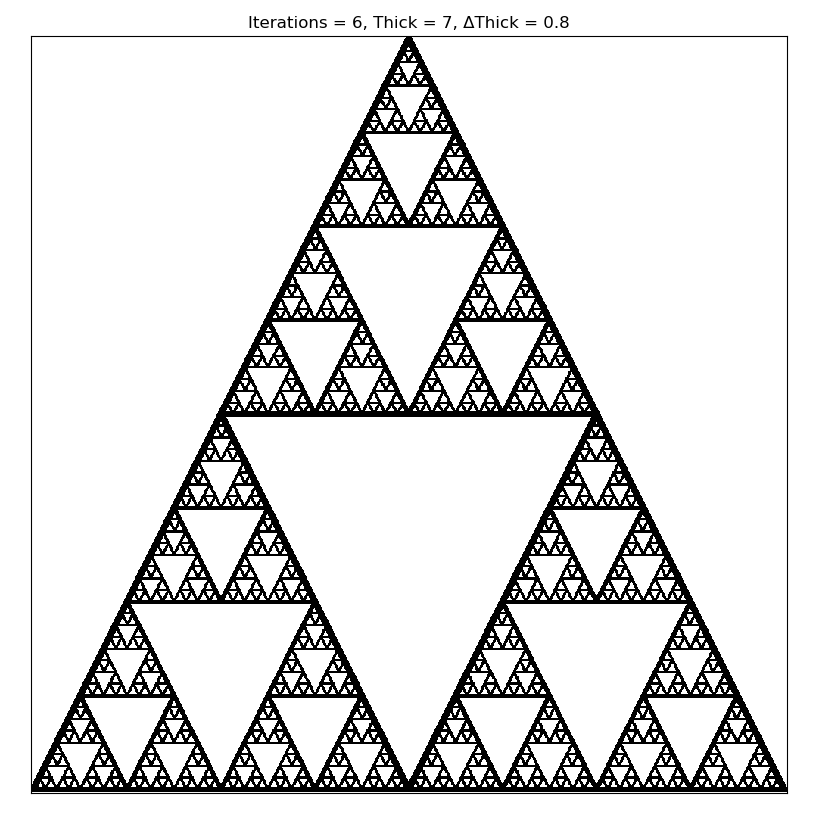 Iterations = 6, Thick = 7, ΔThick = 0.8